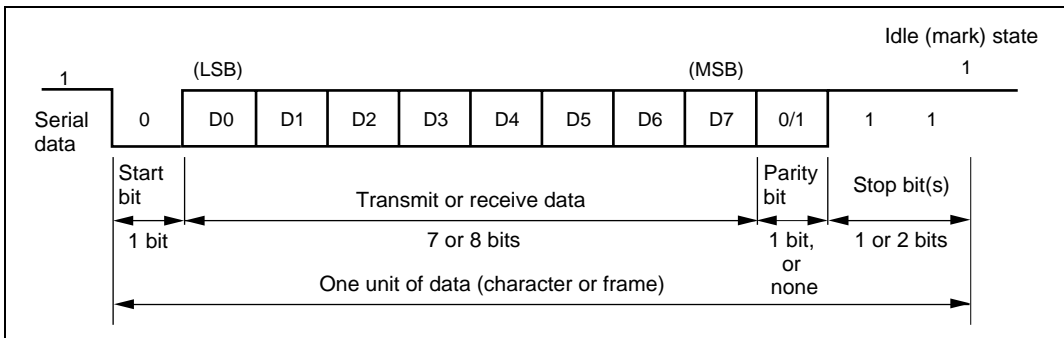 Idle (mark) state
1 (LSB) (MSB) 1
Serial data
0 D0 D1 D2 D3 D4 D5 D6 D7 0/1 1 1
Start bit
Transmit or receive data
Parity bit
Stop bit(s)
1 bit
7 or 8 bits
1 bit, or none
1 or 2 bits
One unit of data (character or frame)